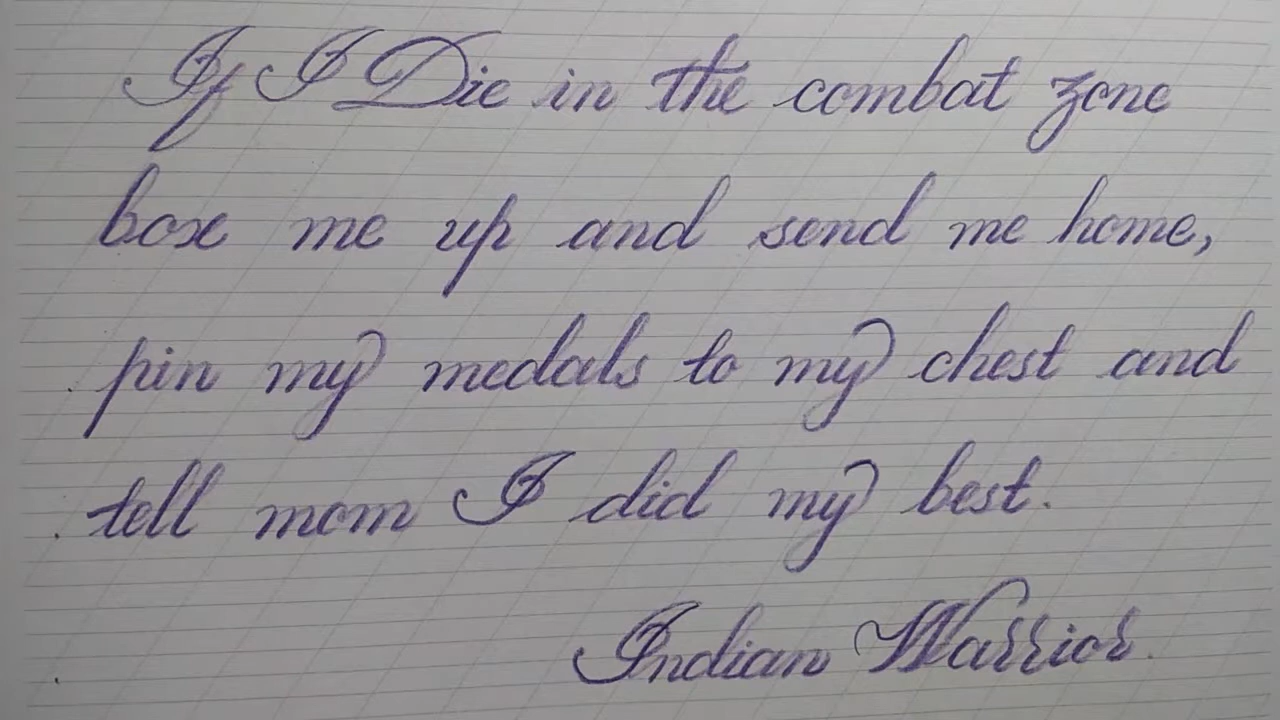 If I Die in the combat zone
box me up and send me home,
pin my medals to my chest and
tell mom I did my best.
Indian Warrior.